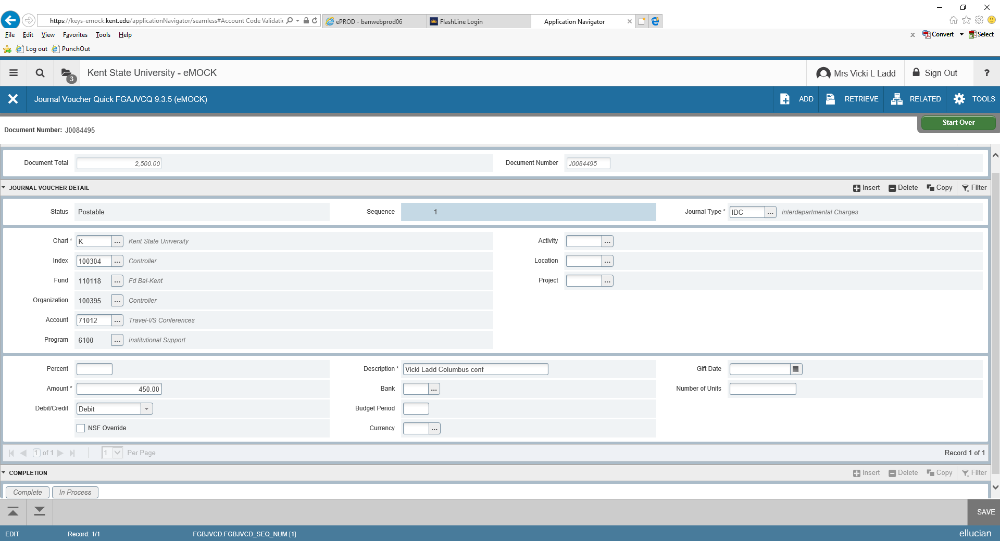 https://keys-emock.kent.edu/applicationNavigator/seamless#Account Code Validatic
ePROD - banwebprod06
FlashLine Login
Application Navigator
File Edit View Favorites Tools Help
Convert Select
Log out PunchOut
3
Kent State University - eMOCK
Mrs Vicki L Ladd
Sign Out
?
Journal Voucher Quick FGAJVCQ 9.3.5 (eMOCK)
ADD RETRIEVE RELATED TOOLS
Document Number: J0084495
Start Over
Document Total 2,500.00 Document Number J0084495
JOURNAL VOUCHER DETAIL Insert Delete Copy Filter
Status Postable Sequence 1 Journal Type * IDC ... Interdepartmental Charges
Chart * K ... Kent State University Activity ...
Index 100304 ... Controller Location ...
Fund 110118 ... Fd Bal-Kent Project ...
Organization 100395 ... Controller
Account 71012 ... Travel-I/S Conferences
Program 6100 ... Institutional Support
Percent Description * Vicki Ladd Columbus conf Gift Date
Amount * 450.00 Bank ... Number of Units
Debit/Credit Debit Budget Period
NSF Override Currency ...
1 of 1 1 Per Page Record 1 of 1
COMPLETION Insert Delete Copy Filter
Complete In Process
SAVE
EDIT Record: 1/1 FGBJVCD.FGBJVCD_SEQ_NUM [1] ellucian